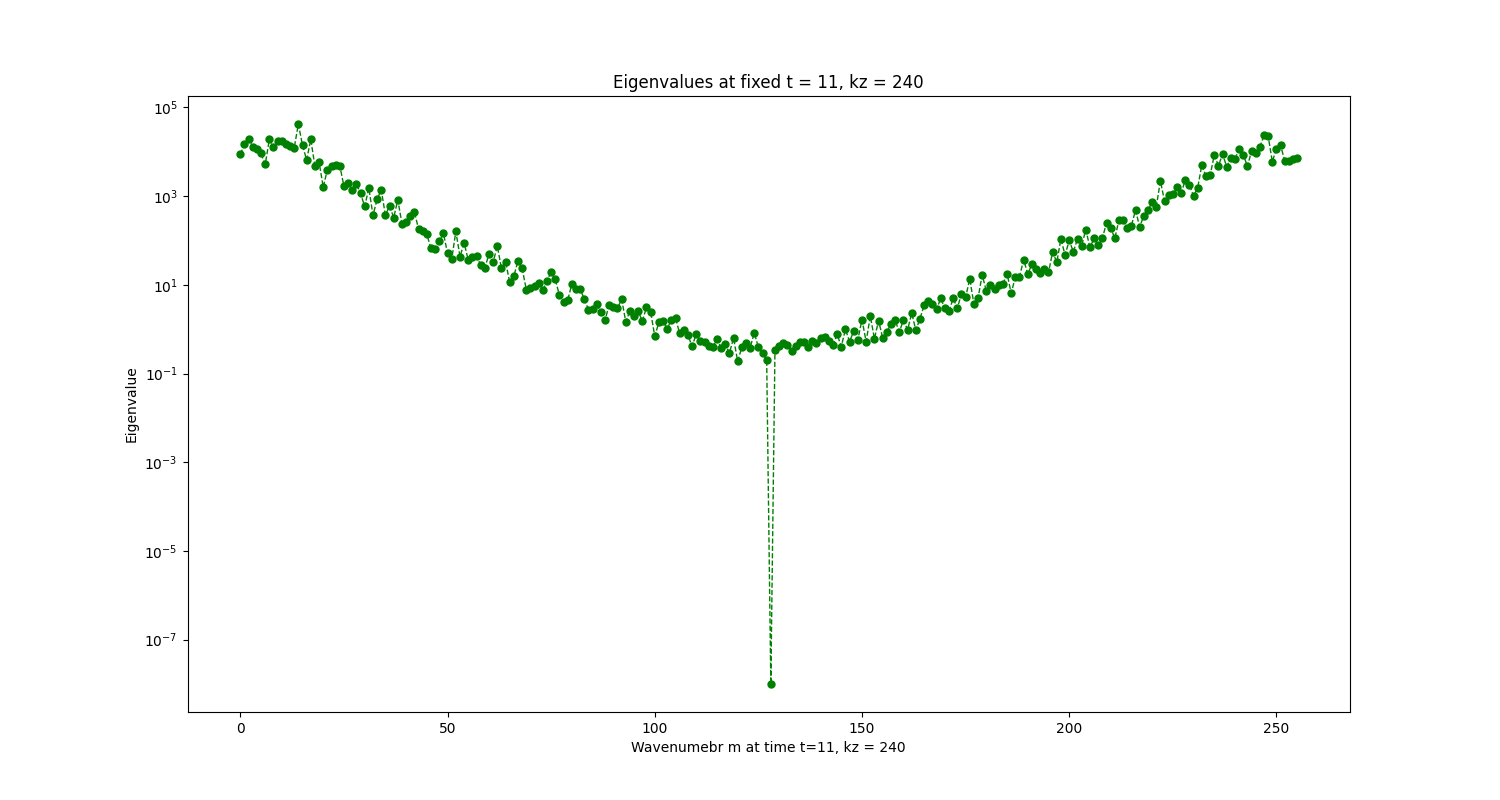 Eigenvalues at fixed t = 11, kz = 240
10^5
10^3
10^1
10^-1
10^-3
10^-5
10^-7
Eigenvalue
0 50 100 150 200 250
Wavenumebr m at time t=11, kz = 240